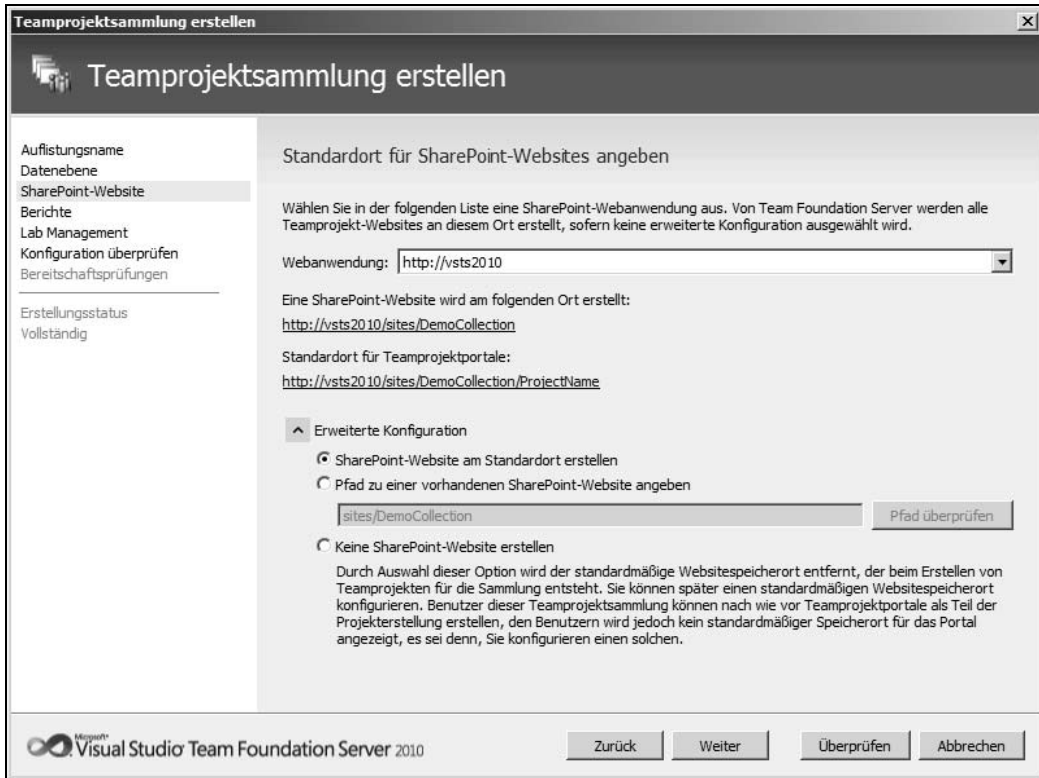 Teamprojektsammlung erstellen
Teamprojektsammlung erstellen
Auflistungsname
Datenebene
SharePoint-Website
Berichte
Lab Management
Konfiguration überprüfen
Bereitschaftsprüfungen
Erstellungsstatus
Vollständig
Standardort für SharePoint-Websites angeben
Wählen Sie in der folgenden Liste eine SharePoint-Webanwendung aus. Von Team Foundation Server werden alle
Teamprojekt-Websites an diesem Ort erstellt, sofern keine erweiterte Konfiguration ausgewählt wird.
Webanwendung: http://vsts2010
Eine SharePoint-Website wird am folgenden Ort erstellt:
http://vsts2010/sites/DemoCollection
Standardort für Teamprojektportale:
http://vsts2010/sites/DemoCollection/ProjectName
Erweiterte Konfiguration
SharePoint-Website am Standardort erstellen
Pfad zu einer vorhandenen SharePoint-Website angeben
sites/DemoCollection Pfad überprüfen
Keine SharePoint-Website erstellen
Durch Auswahl dieser Option wird der standardmäßige Websitespeicherort entfernt, der beim Erstellen von
Teamprojekten für die Sammlung entsteht. Sie können später einen standardmäßigen Websitespeicherort
konfigurieren. Benutzer dieser Teamprojektsammlung können nach wie vor Teamprojektportale als Teil der
Projekterstellung erstellen, den Benutzern wird jedoch kein standardmäßiger Speicherort für das Portal
angezeigt, es sei denn, Sie konfigurieren einen solchen.
Microsoft®
Visual Studio Team Foundation Server 2010
Zurück Weiter Überprüfen Abbrechen